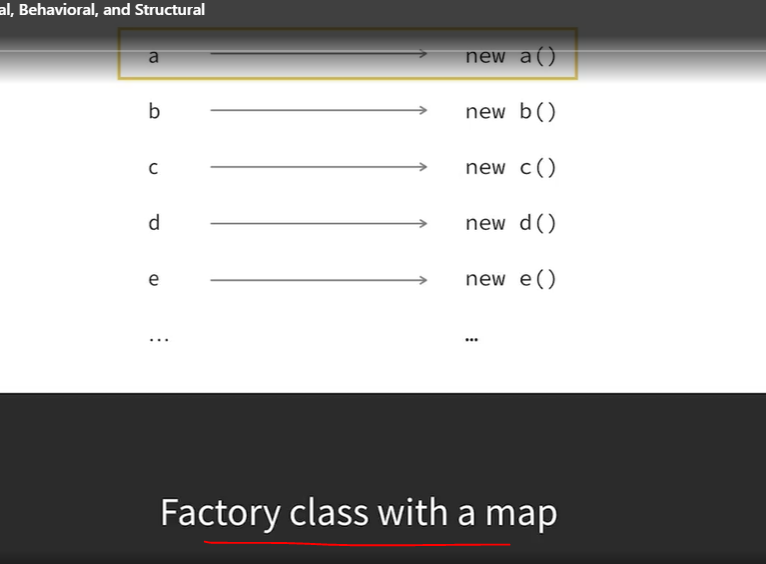 al, Behavioral, and Structural
a new a()
b new b()
c new c()
d new d()
e new e()
... ...
Factory class with a map